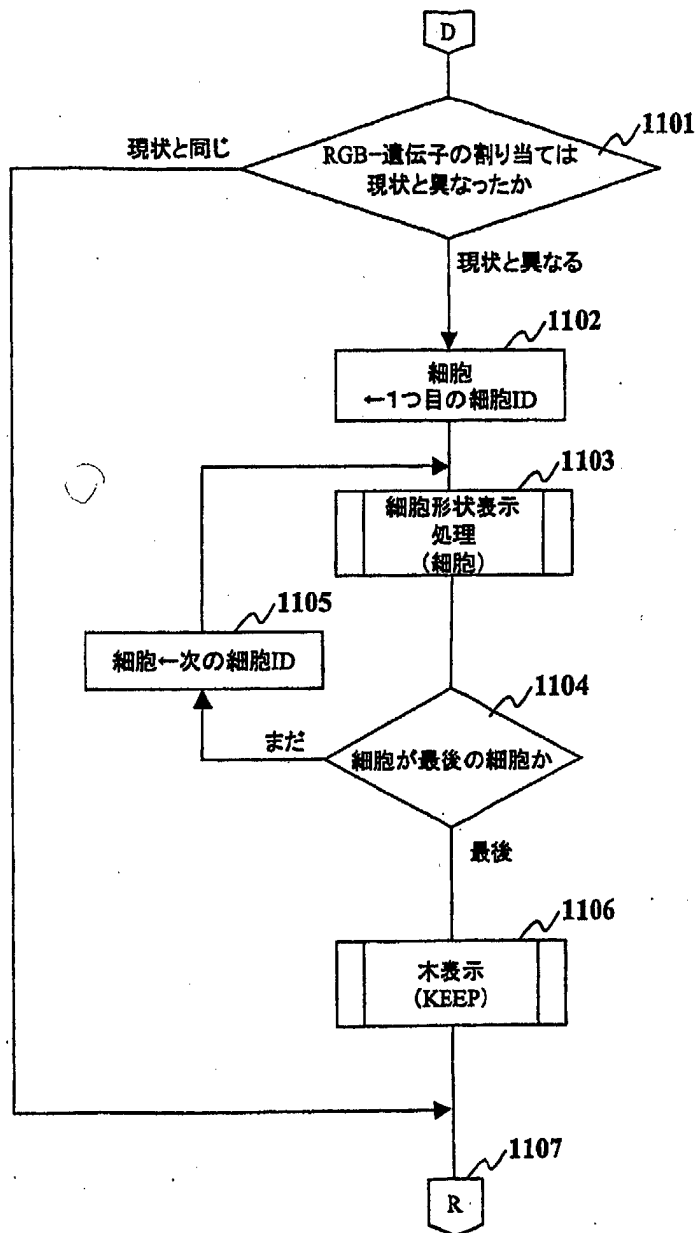 D
1101
現状と同じ
RGB-遺伝子の割り当ては
現状と異なったか
現状と異なる
1102
細胞
←1つ目の細胞ID
1103
細胞形状表示
処理
(細胞)
1105
細胞←次の細胞ID
1104
まだ
細胞が最後の細胞か
最後
1106
木表示
(KEEP)
1107
R